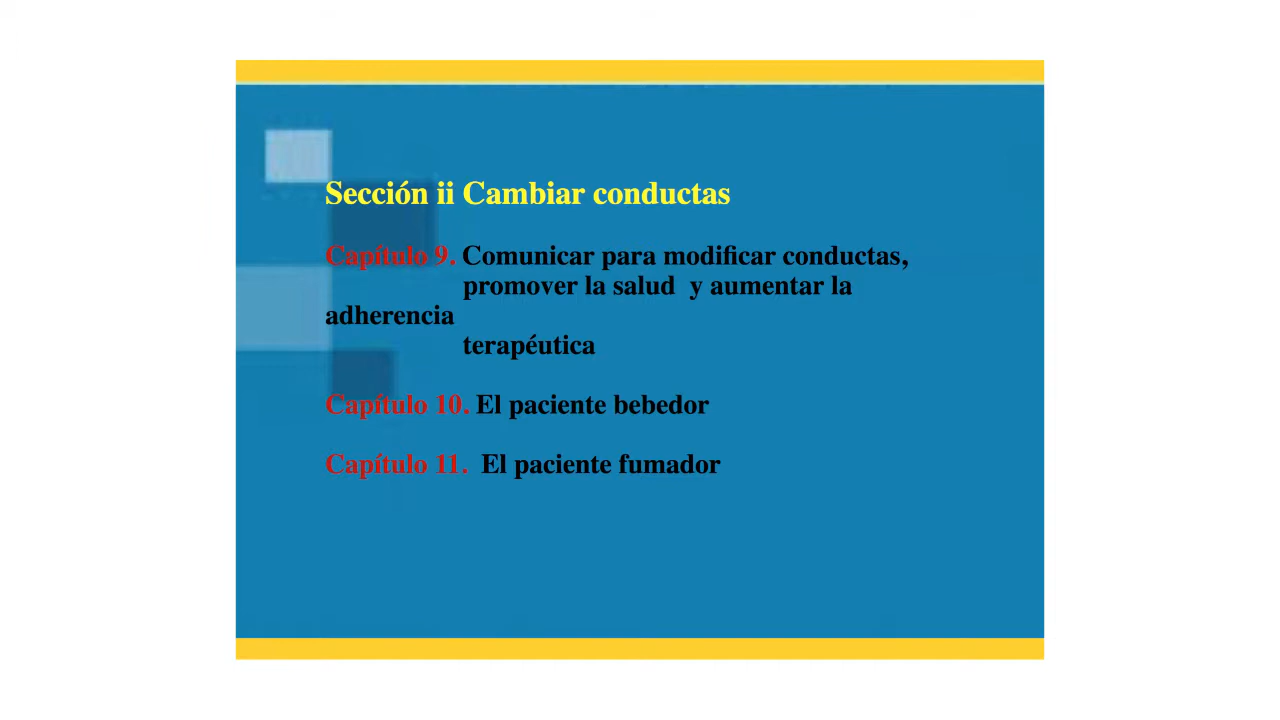 Sección ii Cambiar conductas
Capítulo 9. Comunicar para modificar conductas,
promover la salud  y aumentar la
adherencia
terapéutica
Capítulo 10. El paciente bebedor
Capítulo 11.  El paciente fumador